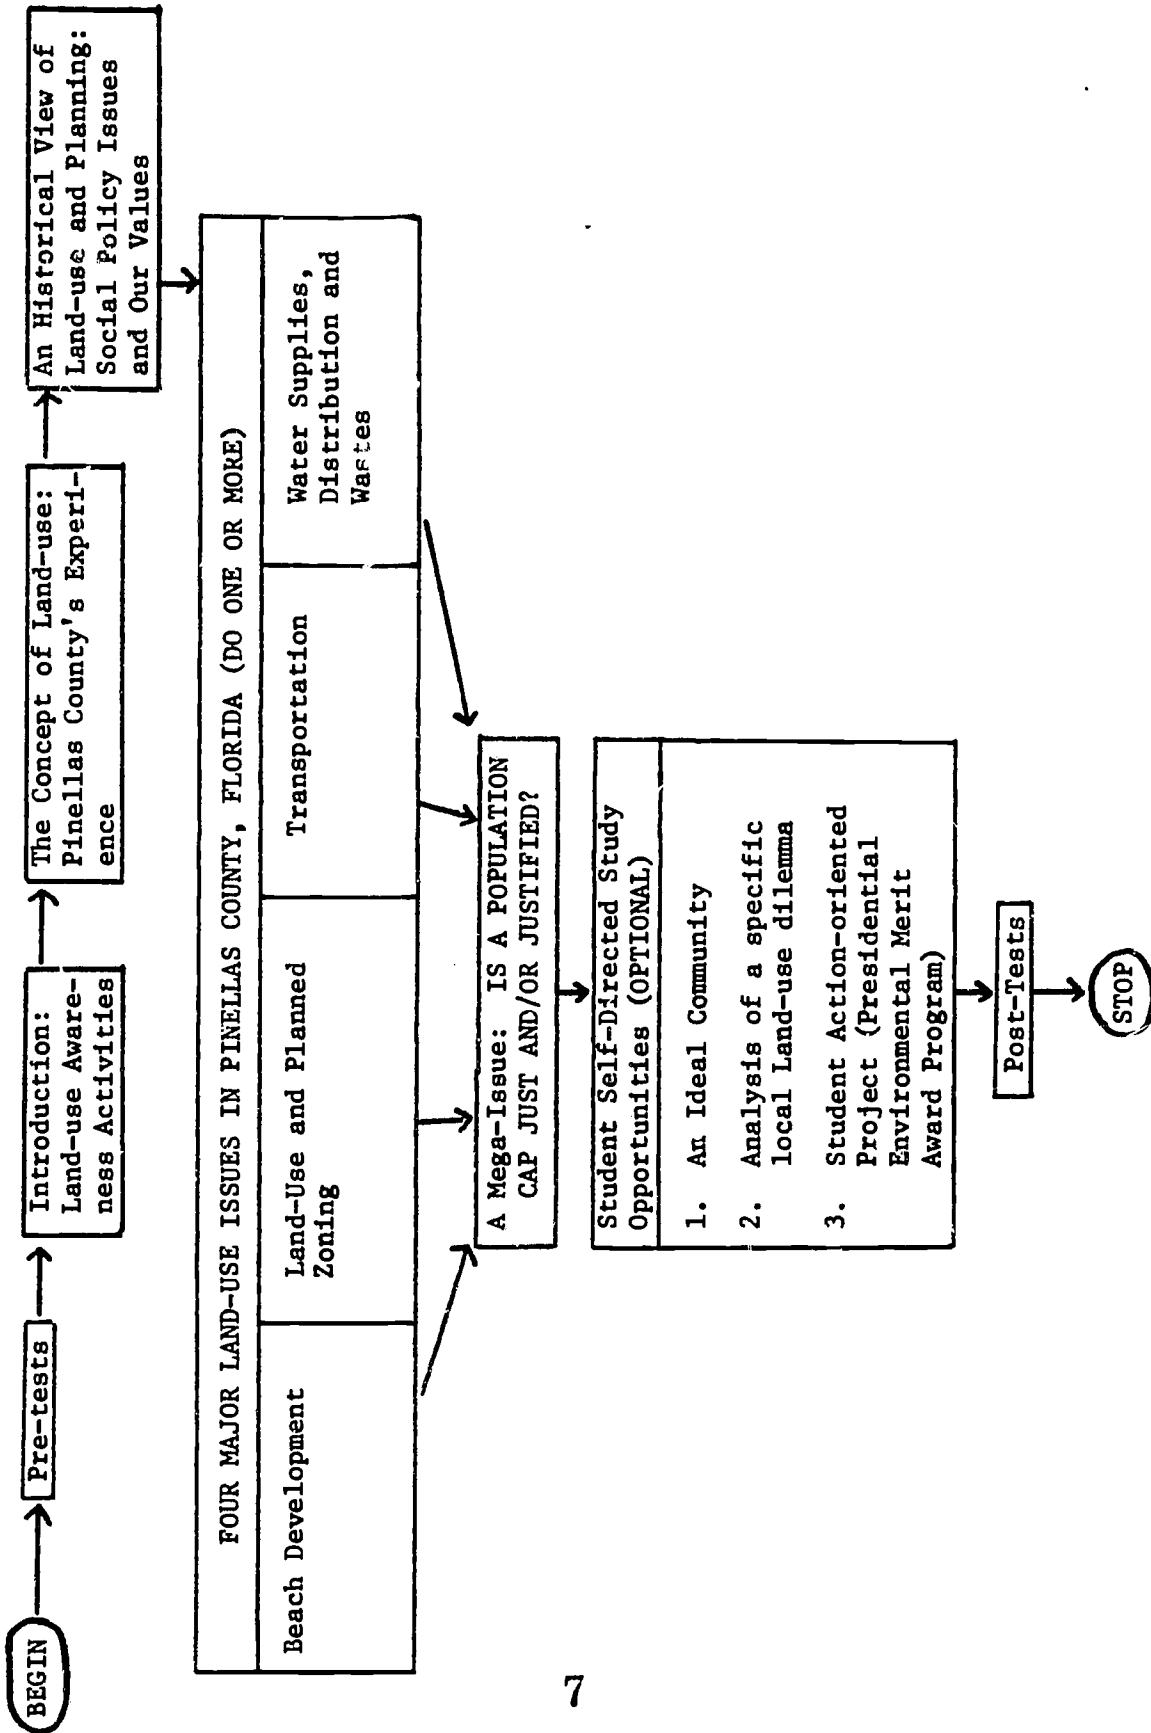 BEGIN
Pre-tests
Introduction:
Land-use Aware-
ness Activities
The Concept of Land-use:
Pinellas County's Experi-
ence
An Historical View of
Land-use and Planning:
Social Policy Issues
and Our Values
FOUR MAJOR LAND-USE ISSUES IN PINELLAS COUNTY, FLORIDA (DO ONE OR MORE)
Beach Development
Land-Use and Planned
Zoning
Transportation
Water Supplies,
Distribution and
Wastes
A Mega-Issue: IS A POPULATION
CAP JUST AND/OR JUSTIFIED?
Student Self-Directed Study
Opportunities (OPTIONAL)
1. An Ideal Community
2. Analysis of a specific
local Land-use dilemma
3. Student Action-oriented
Project (Presidential
Environmental Merit
Award Program)
Post-Tests
STOP
7